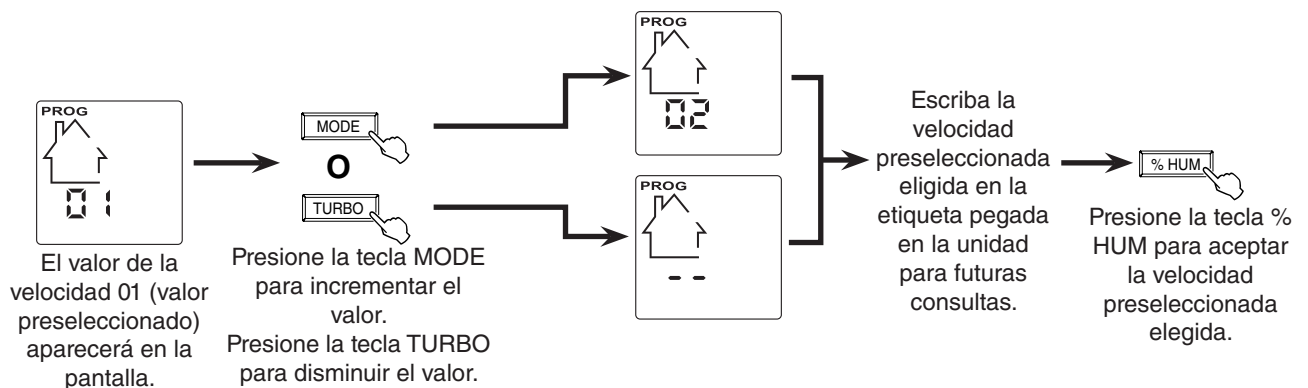 PROG
01
El valor de la
velocidad 01 (valor
preseleccionado)
aparecerá en la
pantalla.
MODE
O
TURBO
Presione la tecla MODE
para incrementar el
valor.
Presione la tecla TURBO
para disminuir el valor.
PROG
02
PROG
--
Escriba la
velocidad
preseleccionada
eligida en la
etiqueta pegada
en la unidad
para futuras
consultas.
% HUM
Presione la tecla %
HUM para aceptar
la velocidad
preseleccionada
elegida.